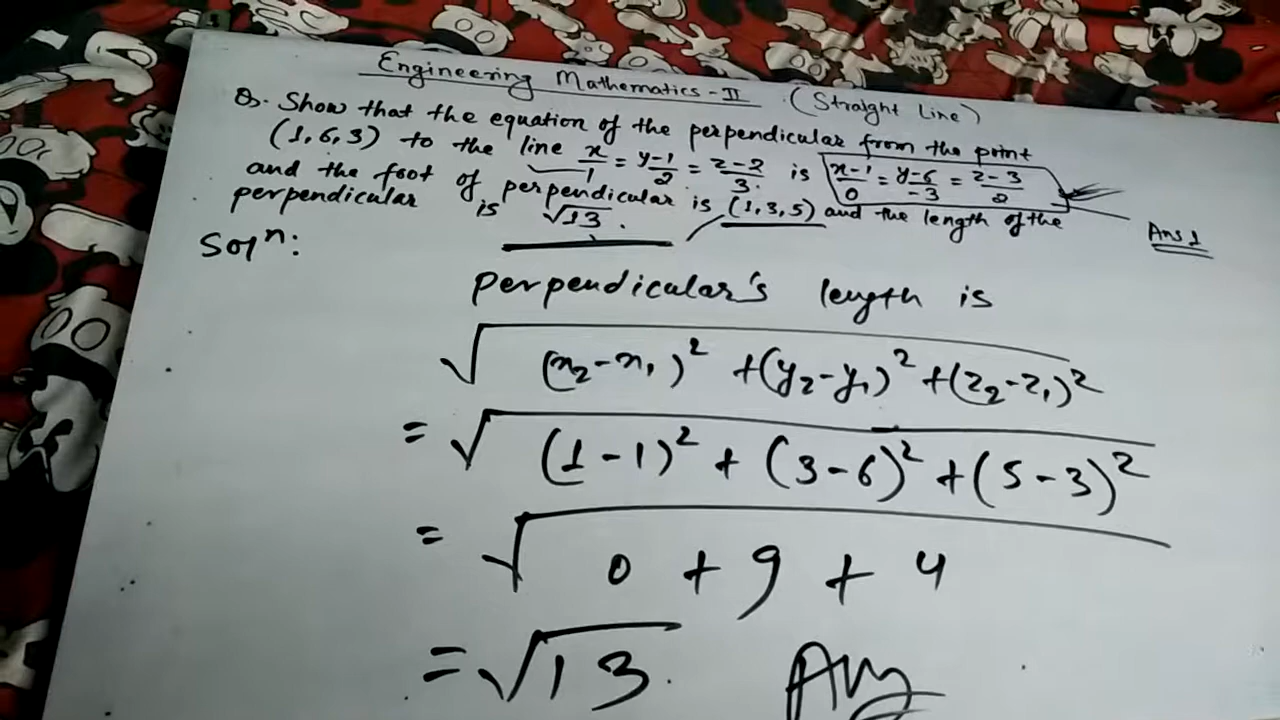 Engineering Mathematics-II (Straight Line)
Q. Show that the equation of the perpendicular from the point
(1,6,3) to the line x/1 = y-1/2 = z-2/3 is x-1/0 = y-6/-3 = z-3/2
and the foot of perpendicular is (1,3,5) and the length of the
perpendicular is √13.
Ans 1
Solⁿ:
perpendicular's length is
√(x₂-x₁)² + (y₂-y₁)² + (z₂-z₁)²
= √(1-1)² + (3-6)² + (5-3)²
= √0 + 9 + 4
= √13. Ans